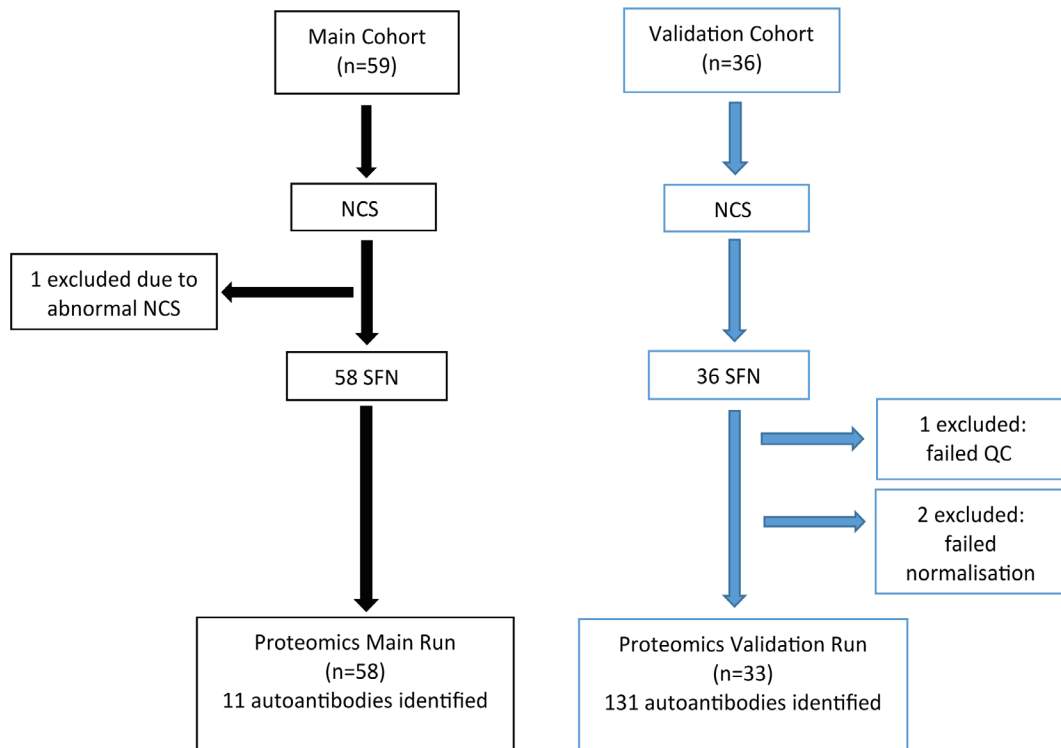 Main Cohort
(n=59)
Validation Cohort
(n=36)
NCS
NCS
1 excluded due to
abnormal NCS
58 SFN
36 SFN
1 excluded:
failed QC
2 excluded:
failed
normalisation
Proteomics Main Run
(n=58)
11 autoantibodies identified
Proteomics Validation Run
(n=33)
131 autoantibodies identified